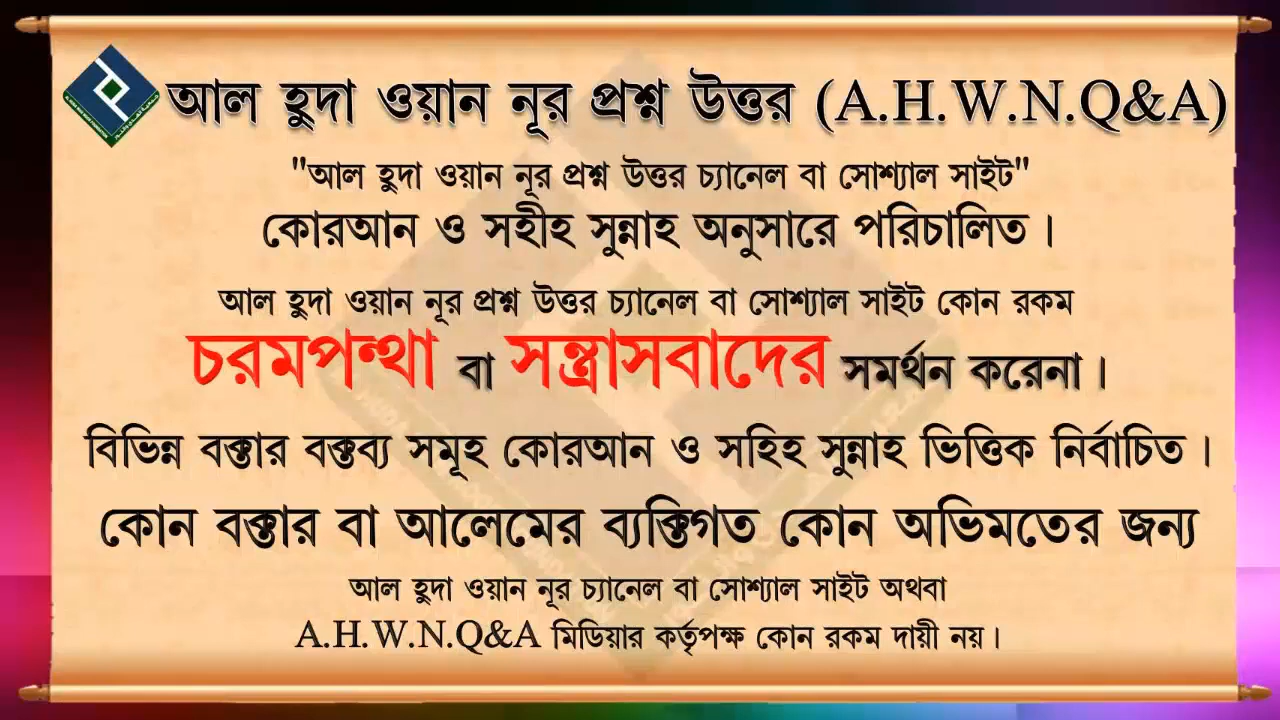 আল হুদা ওয়ান নূর প্রশ্ন উত্তর (A.H.W.N.Q&A)
"আল হুদা ওয়ান নূর প্রশ্ন উত্তর চ্যানেল বা সোশ্যাল সাইট"
কোরআন ও সহীহ সুন্নাহ অনুসারে পরিচালিত।
আল হুদা ওয়ান নূর প্রশ্ন উত্তর চ্যানেল বা সোশ্যাল সাইট কোন রকম
চরমপন্থা বা সন্ত্রাসবাদের সমর্থন করেনা।
বিভিন্ন বক্তার বক্তব্য সমূহ কোরআন ও সহিহ সুন্নাহ ভিত্তিক নির্বাচিত।
কোন বক্তার বা আলেমের ব্যক্তিগত কোন অভিমতের জন্য
আল হুদা ওয়ান নূর চ্যানেল বা সোশ্যাল সাইট অথবা
A.H.W.N.Q&A মিডিয়ার কর্তৃপক্ষ কোন রকম দায়ী নয়।